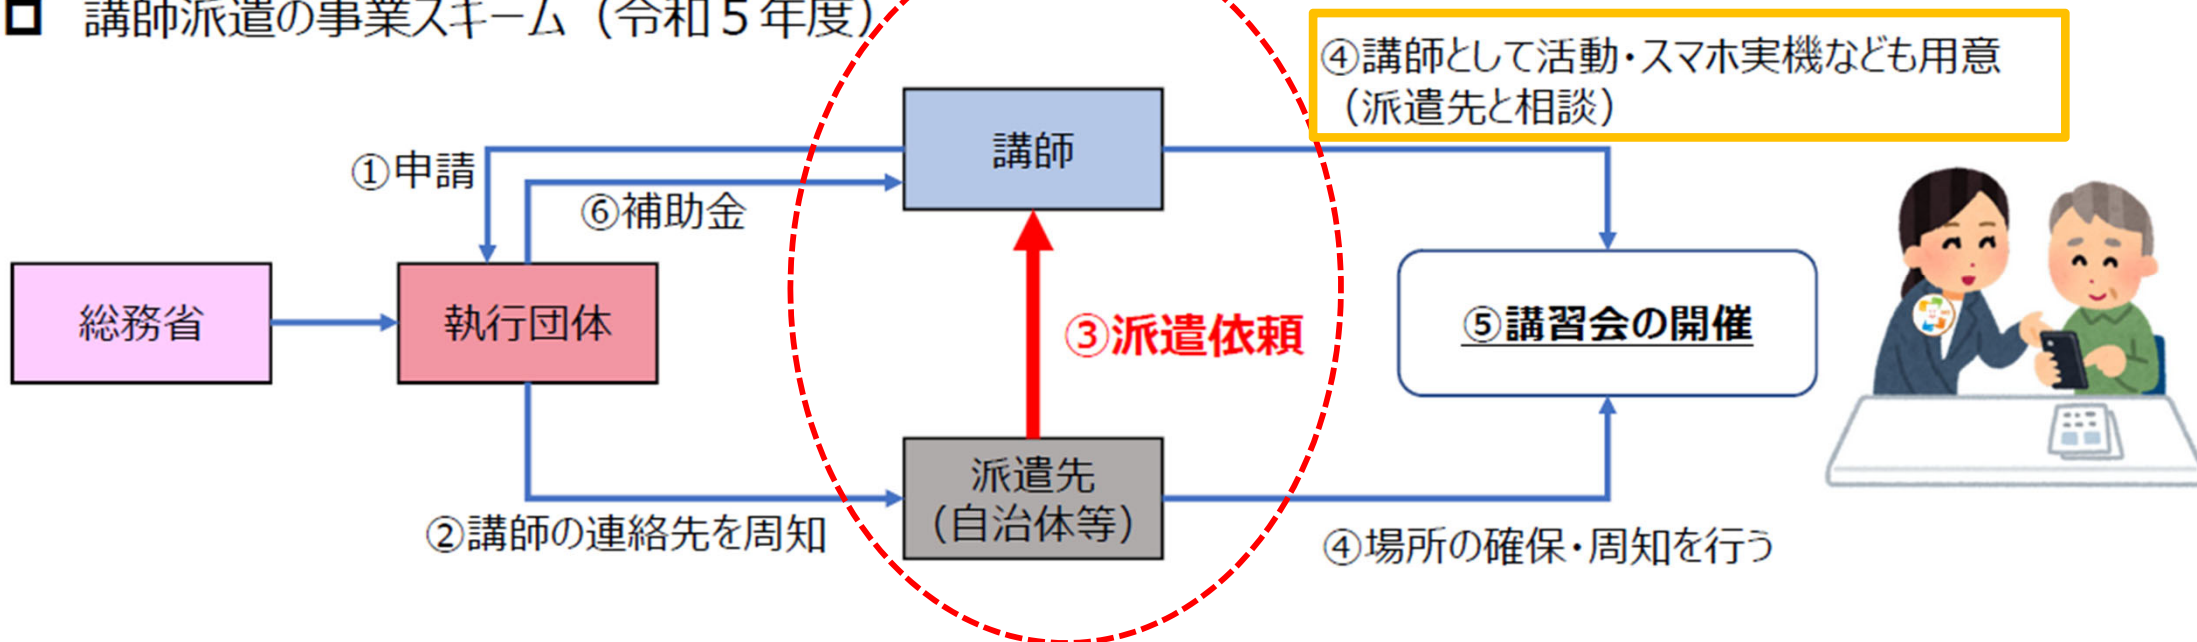 講師派遣の事業スキーム（令和５年度）
④講師として活動・スマホ実機なども用意
（派遣先と相談）
講師
①申請
⑥補助金
総務省
執行団体
③派遣依頼
⑤講習会の開催
派遣先
（自治体等）
②講師の連絡先を周知
④場所の確保・周知を行う